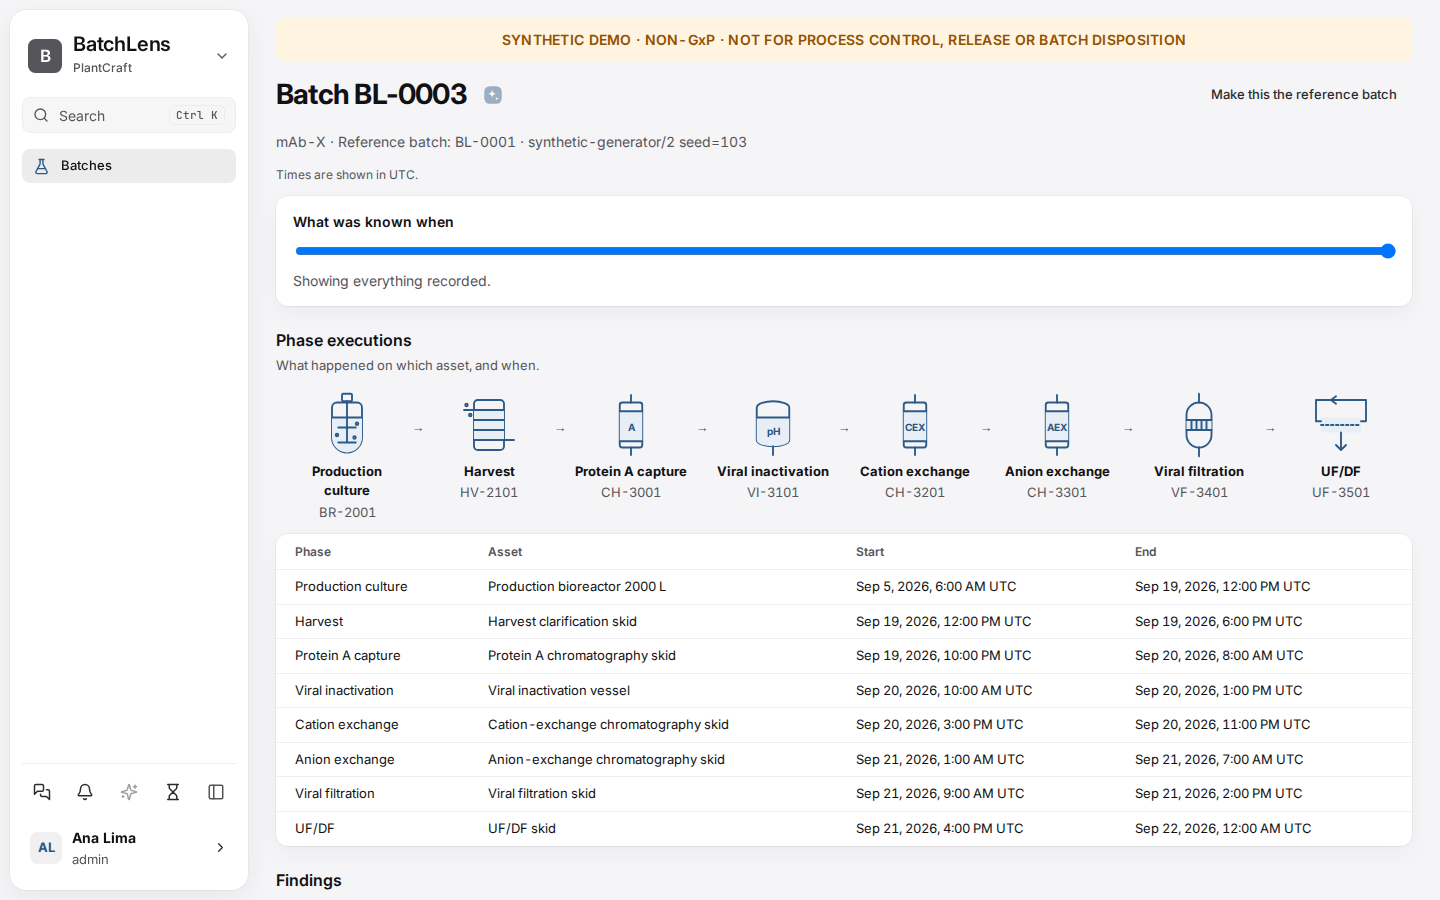 B
BatchLens
PlantCraft
Search
Ctrl K
Batches
AL
Ana Lima
admin
SYNTHETIC DEMO · NON-GxP · NOT FOR PROCESS CONTROL, RELEASE OR BATCH DISPOSITION
Batch BL-0003
Make this the reference batch
mAb-X · Reference batch: BL-0001 · synthetic-generator/2 seed=103
Times are shown in UTC.
What was known when
Showing everything recorded.
Phase executions
What happened on which asset, and when.
A
pH
CEX
AEX
→ → → → → → →
Production culture
BR-2001
Harvest
HV-2101
Protein A capture
CH-3001
Viral inactivation
VI-3101
Cation exchange
CH-3201
Anion exchange
CH-3301
Viral filtration
VF-3401
UF/DF
UF-3501
Phase Asset Start End
Production culture Production bioreactor 2000 L Sep 5, 2026, 6:00 AM UTC Sep 19, 2026, 12:00 PM UTC
Harvest Harvest clarification skid Sep 19, 2026, 12:00 PM UTC Sep 19, 2026, 6:00 PM UTC
Protein A capture Protein A chromatography skid Sep 19, 2026, 10:00 PM UTC Sep 20, 2026, 8:00 AM UTC
Viral inactivation Viral inactivation vessel Sep 20, 2026, 10:00 AM UTC Sep 20, 2026, 1:00 PM UTC
Cation exchange Cation-exchange chromatography skid Sep 20, 2026, 3:00 PM UTC Sep 20, 2026, 11:00 PM UTC
Anion exchange Anion-exchange chromatography skid Sep 21, 2026, 1:00 AM UTC Sep 21, 2026, 7:00 AM UTC
Viral filtration Viral filtration skid Sep 21, 2026, 9:00 AM UTC Sep 21, 2026, 2:00 PM UTC
UF/DF UF/DF skid Sep 21, 2026, 4:00 PM UTC Sep 22, 2026, 12:00 AM UTC
Findings